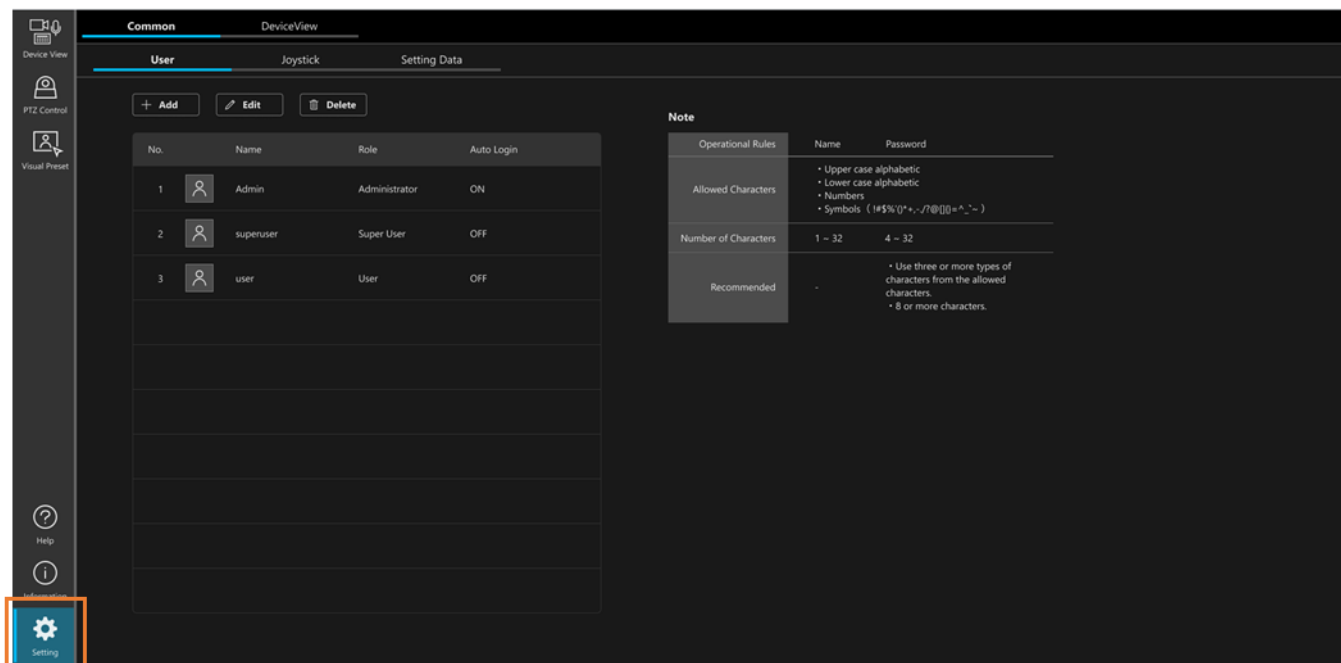 Common DeviceView
User Joystick Setting Data
Device View
PTZ Control
Visual Preset
Help
Information
Setting
+ Add Edit Delete
No. Name Role Auto Login
1 Admin Administrator ON
2 superuser Super User OFF
3 user User OFF
Note
Operational Rules Name Password
Allowed Characters
・Upper case alphabetic
・Lower case alphabetic
・Numbers
・Symbols ( !#$%'()*+,-./?@[]{}=^_`~ )
Number of Characters 1 ~ 32 4 ~ 32
Recommended -
・Use three or more types of
characters from the allowed
characters.
・8 or more characters.